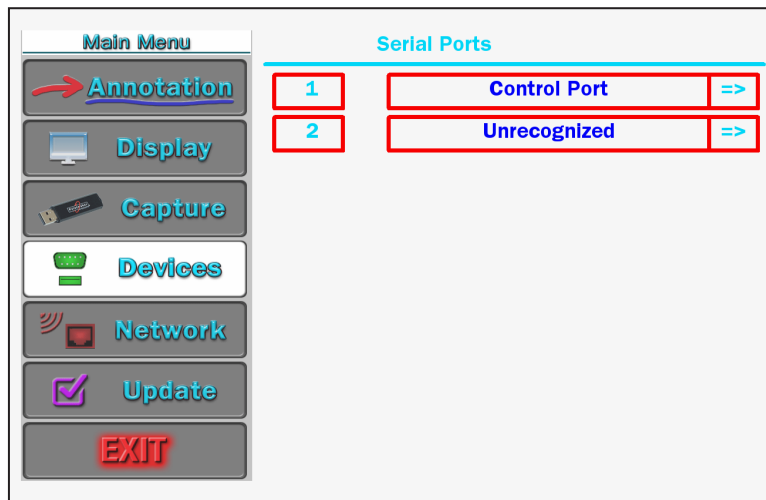 Main Menu
Serial Ports
Annotation
1 Control Port =>
Display
2 Unrecognized =>
Capture
Devices
Network
Update
EXIT